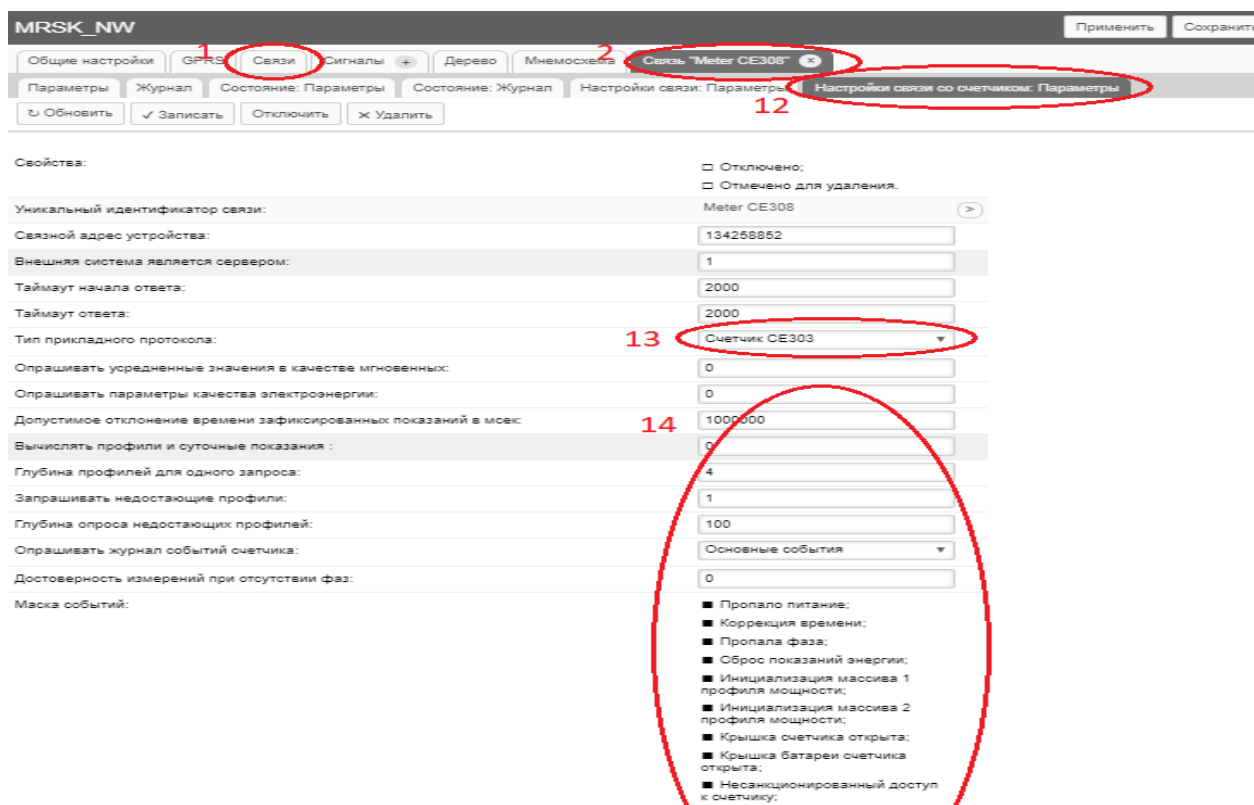 MRSK_NW Применить Сохранить
1 2
Общие настройки GPRS Связи Сигналы + Дерево Мнемосхема Связь "Meter CE308" ×
Параметры Журнал Состояние: Параметры Состояние: Журнал Настройки связи: Параметры Настройки связи со счетчиком: Параметры
12
↻ Обновить ✓ Записать Отключить × Удалить
Свойства: □ Отключено;
□ Отмечено для удаления.
Уникальный идентификатор связи: Meter CE308 >
Связной адрес устройства: 134258852
Внешняя система является сервером: 1
Таймаут начала ответа: 2000
Таймаут ответа: 2000
Тип прикладного протокола: 13 Счетчик CE303 ▼
Опрашивать усредненные значения в качестве мгновенных: 0
Опрашивать параметры качества электроэнергии: 0
Допустимое отклонение времени зафиксированных показаний в мсек: 14 1000000
Вычислять профили и суточные показания : 0
Глубина профилей для одного запроса: 4
Запрашивать недостающие профили: 1
Глубина опроса недостающих профилей: 100
Опрашивать журнал событий счетчика: Основные события ▼
Достоверность измерений при отсутствии фаз: 0
Маска событий: ■ Пропало питание;
■ Коррекция времени;
■ Пропала фаза;
■ Сброс показаний энергии;
■ Инициализация массива 1
профиля мощности;
■ Инициализация массива 2
профиля мощности;
■ Крышка счетчика открыта;
■ Крышка батареи счетчика
открыта;
■ Несанкционированный доступ
к счетчику;